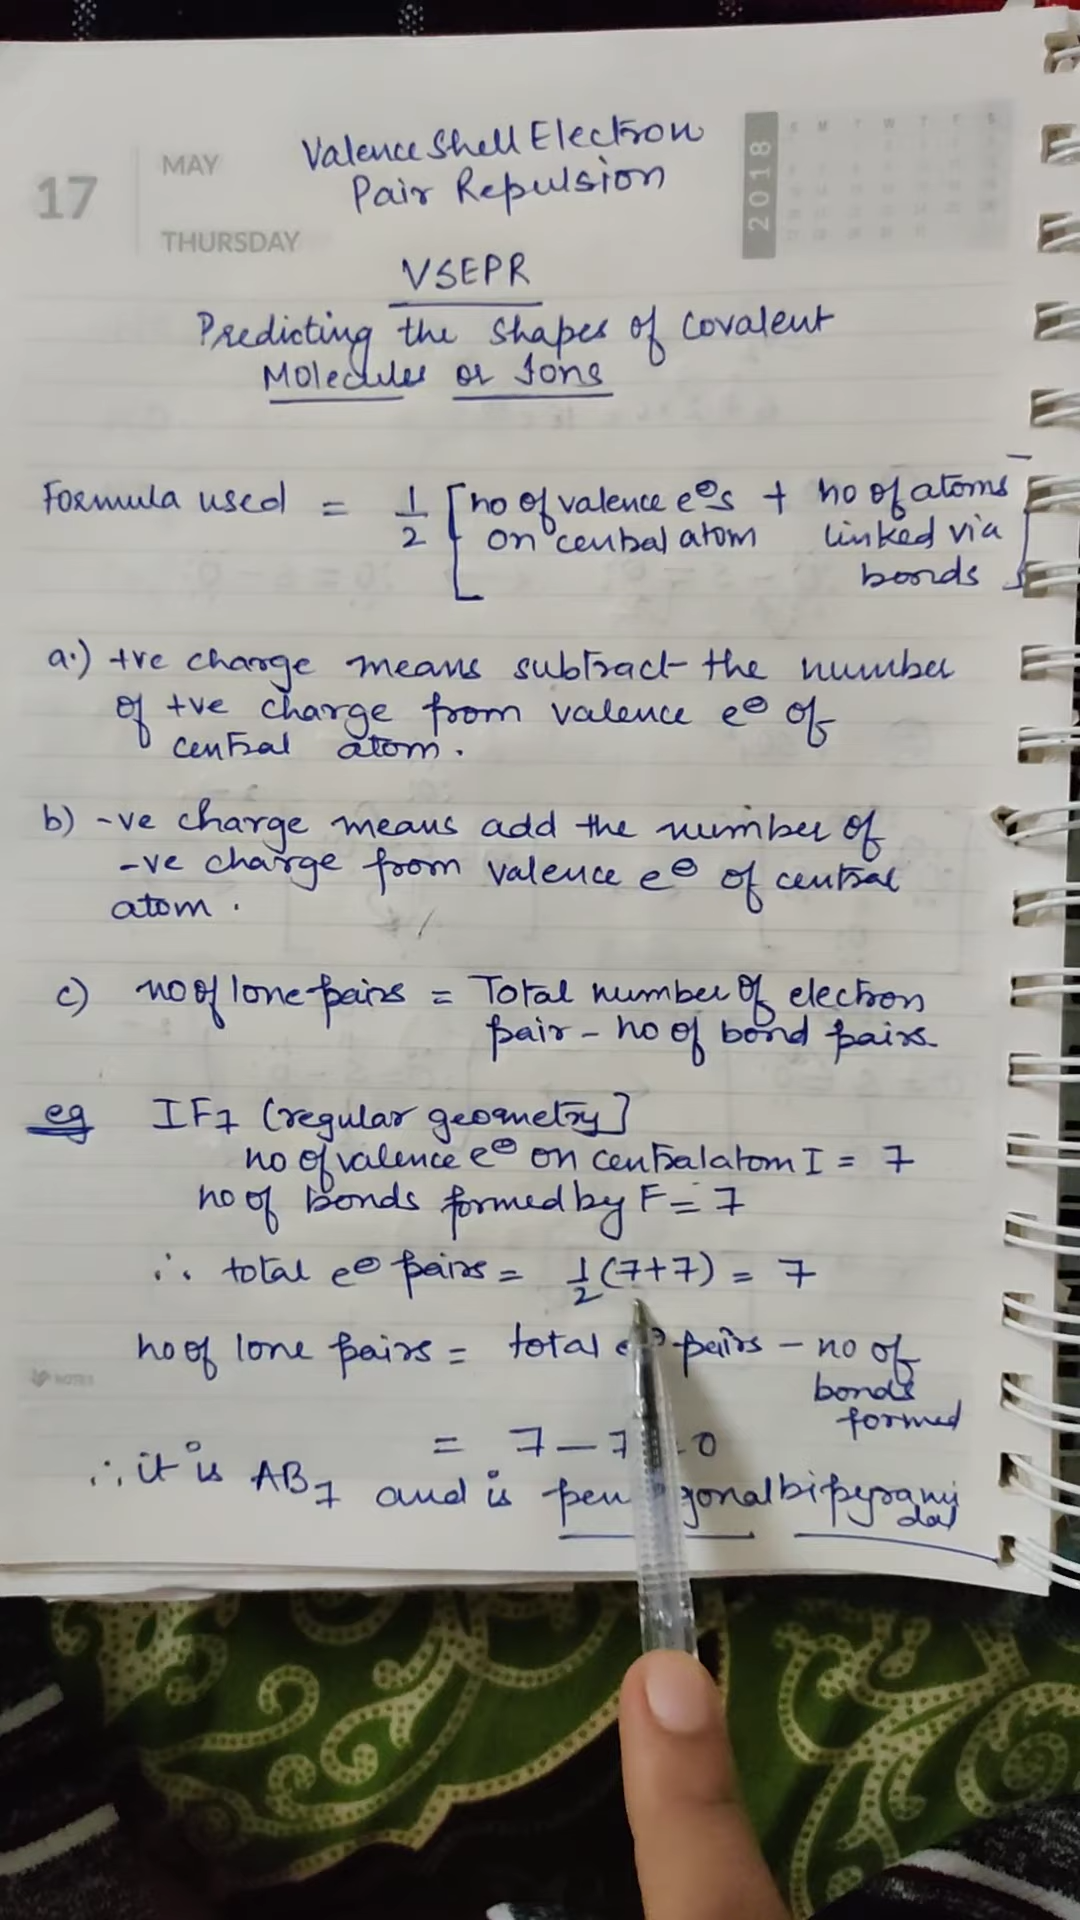 17
MAY
THURSDAY
2018
S M T W T F S
Valence Shell Electron
Pair Repulsion
VSEPR
Predicting the shapes of covalent
Molecules or Ions
Formula used = 1/2 [no of valence e⊖s + no of atoms
on central atom linked via
bonds]
a.) +ve charge means subtract the number
of +ve charge from valence e⊖ of
central atom.
b) -ve charge means add the number of
-ve charge from valence e⊖ of central
atom.
c) no of lone pairs = Total number of electron
pair - no of bond pairs.
eg IF7 (regular geometry]
no of valence e⊖ on central atom I = 7
no of bonds formed by F = 7
∴ total e⊖ pairs = 1/2 (7+7) = 7
no of lone pairs = total pairs - no of
bonds
formed
NOTES
= 7 - 7 0
∴ it is AB7 and is pen gonal bipyrami
dal